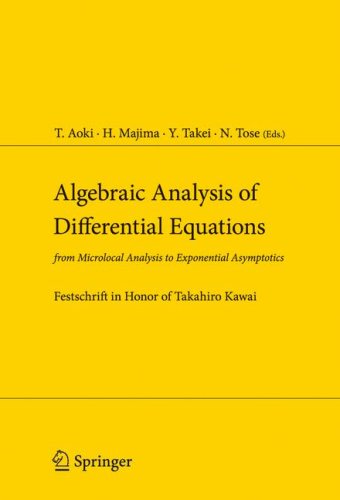 T. Aoki · H. Majima · Y. Takei · N. Tose (Eds.)
Algebraic Analysis of
Differential Equations
from Microlocal Analysis to Exponential Asymptotics
Festschrift in Honor of Takahiro Kawai
Springer